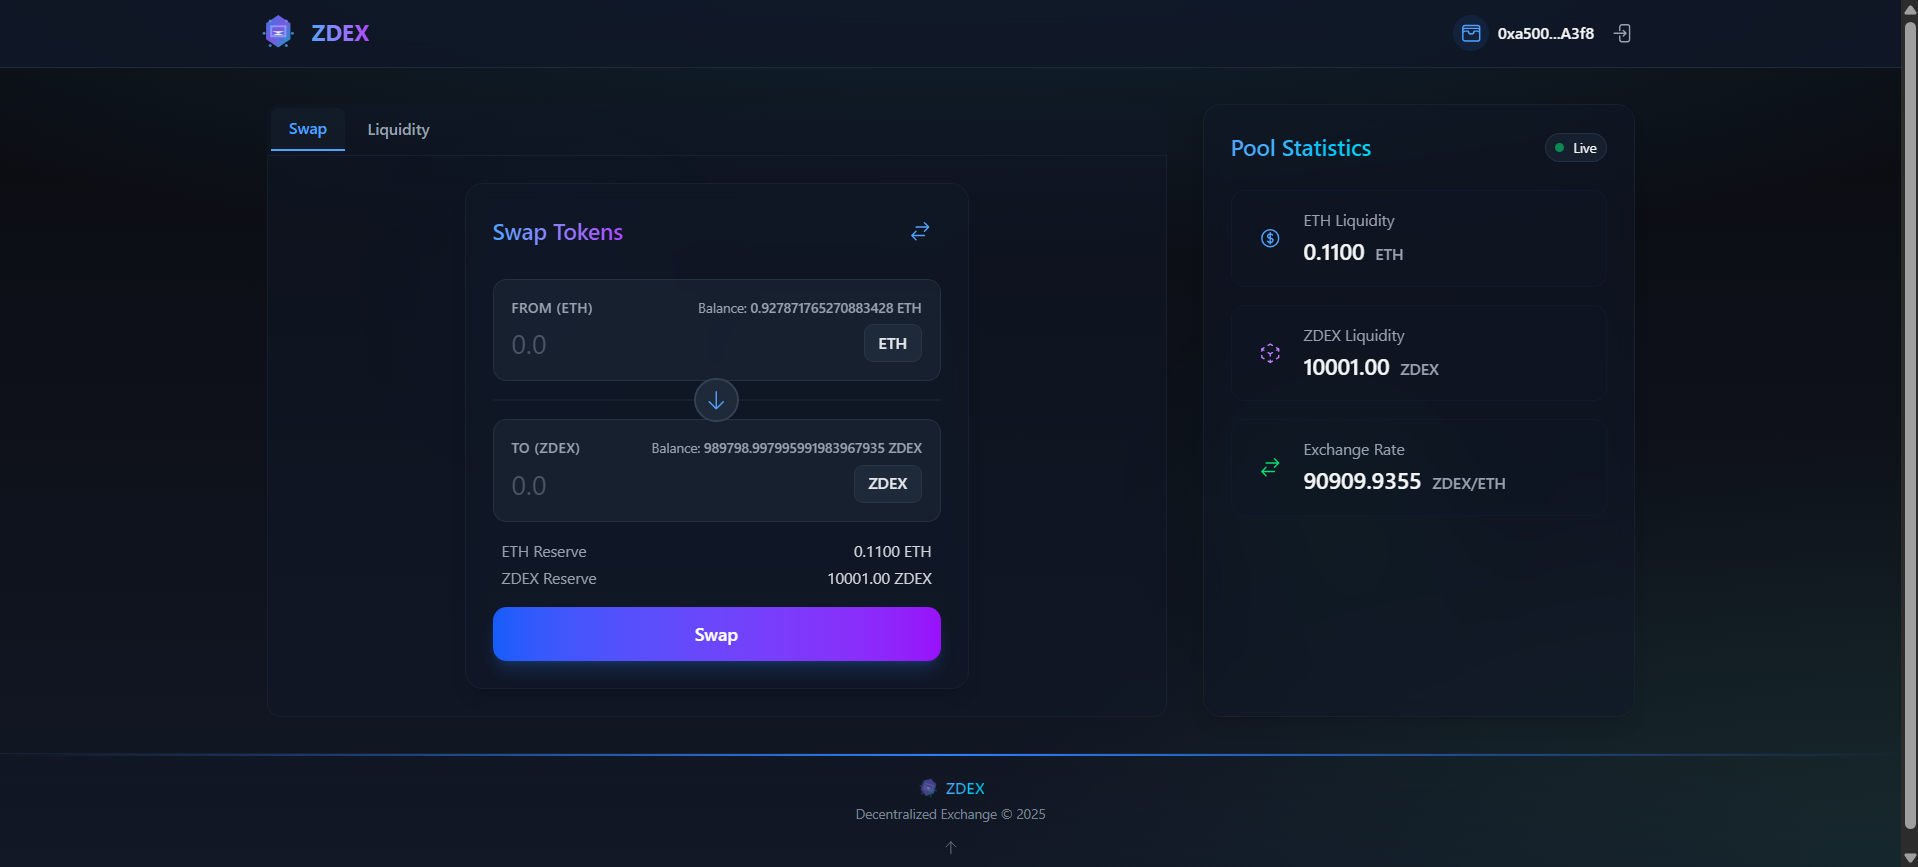 ZDEX
0xa500...A3f8
Swap
Liquidity
Swap Tokens
FROM (ETH)
Balance: 0.927871765270883428 ETH
0.0
ETH
TO (ZDEX)
Balance: 989798.997995991983967935 ZDEX
0.0
ZDEX
ETH Reserve
0.1100 ETH
ZDEX Reserve
10001.00 ZDEX
Swap
Pool Statistics
Live
ETH Liquidity
0.1100 ETH
ZDEX Liquidity
10001.00 ZDEX
Exchange Rate
90909.9355 ZDEX/ETH
ZDEX
Decentralized Exchange © 2025